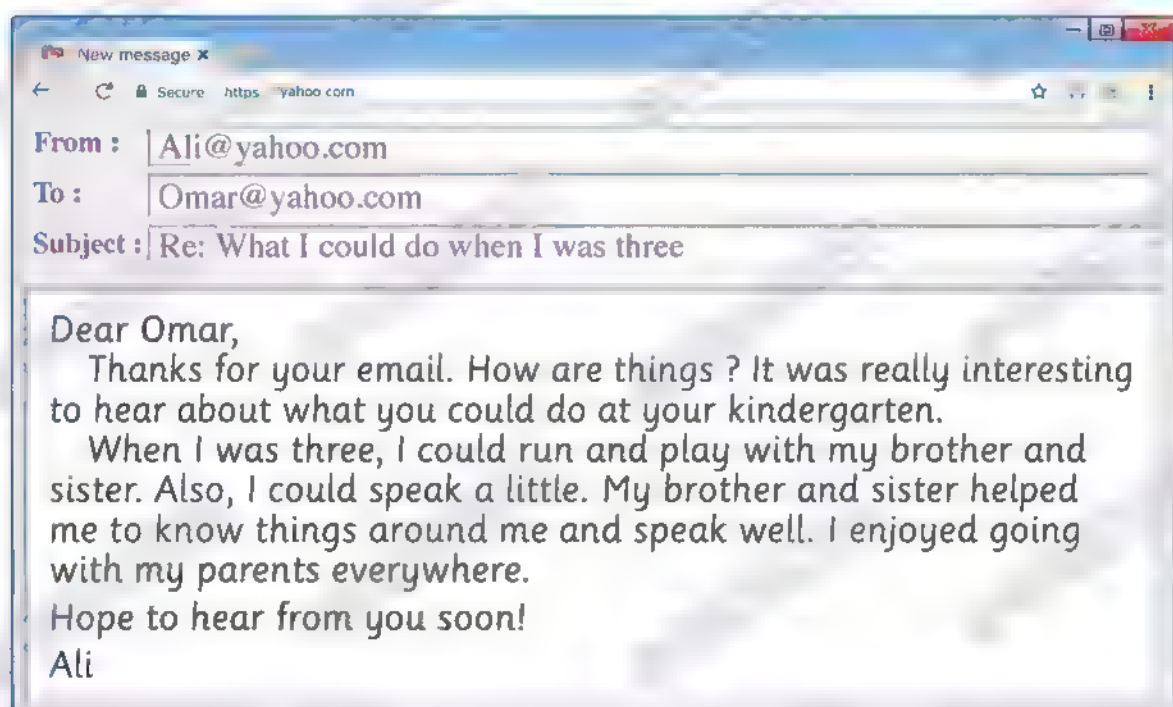 New message ×
Secure https yahoo com
From : Ali@yahoo.com
To : Omar@yahoo.com
Subject : Re: What I could do when I was three
Dear Omar,
Thanks for your email. How are things ? It was really interesting
to hear about what you could do at your kindergarten.
When I was three, I could run and play with my brother and
sister. Also, I could speak a little. My brother and sister helped
me to know things around me and speak well. I enjoyed going
with my parents everywhere.
Hope to hear from you soon!
Ali